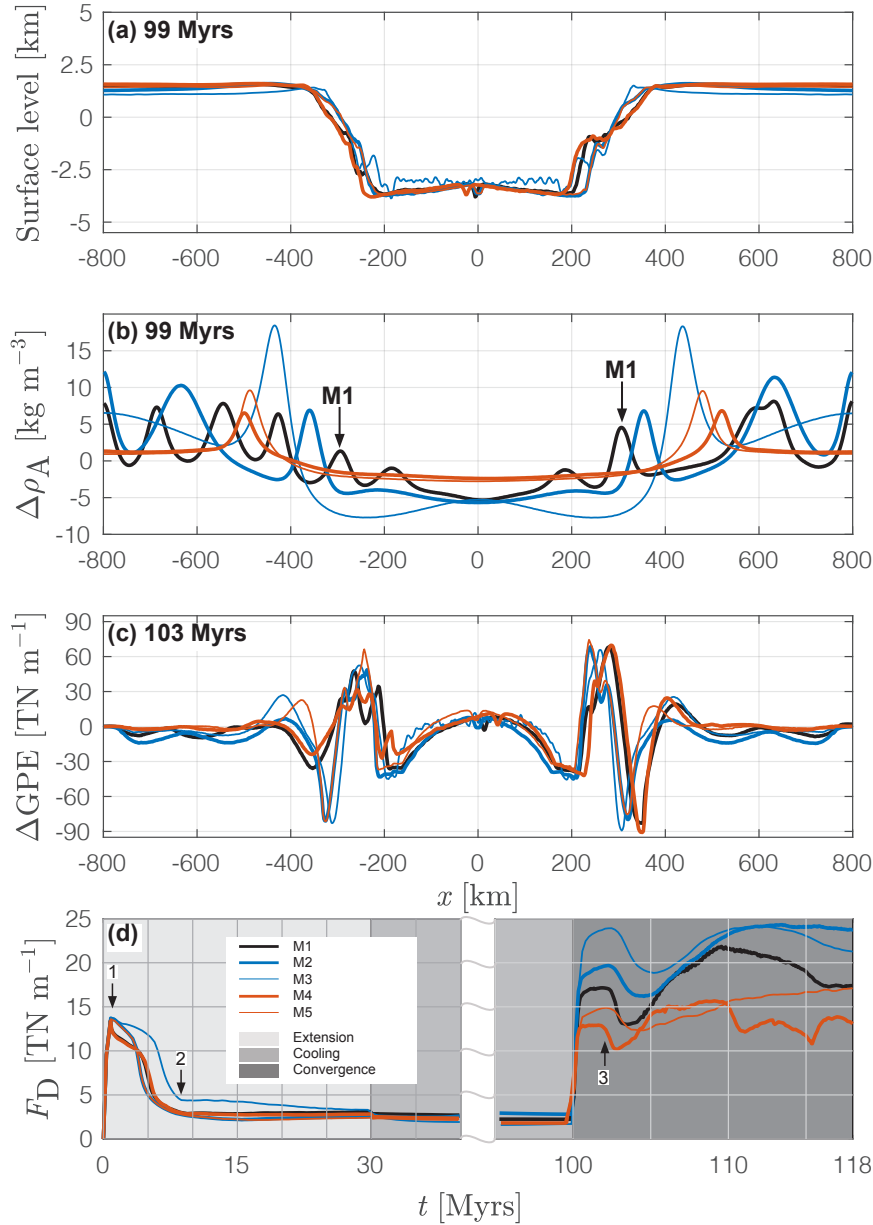 (a) 99 Myrs
Surface level [km]
5
2.5
0
-2.5
-5
-800 -600 -400 -200 0 200 400 600 800
(b) 99 Myrs
Δρ_A [kg m⁻³]
15
10
5
0
-5
-10
M1
M1
-800 -600 -400 -200 0 200 400 600 800
(c) 103 Myrs
ΔGPE [TN m⁻¹]
90
60
30
0
-30
-60
-90
-800 -600 -400 -200 0 200 400 600 800
x [km]
(d)
F_D [TN m⁻¹]
25
20
15
10
5
0
1
2
3
M1
M2
M3
M4
M5
Extension
Cooling
Convergence
0 15 30 100 110 118
t [Myrs]